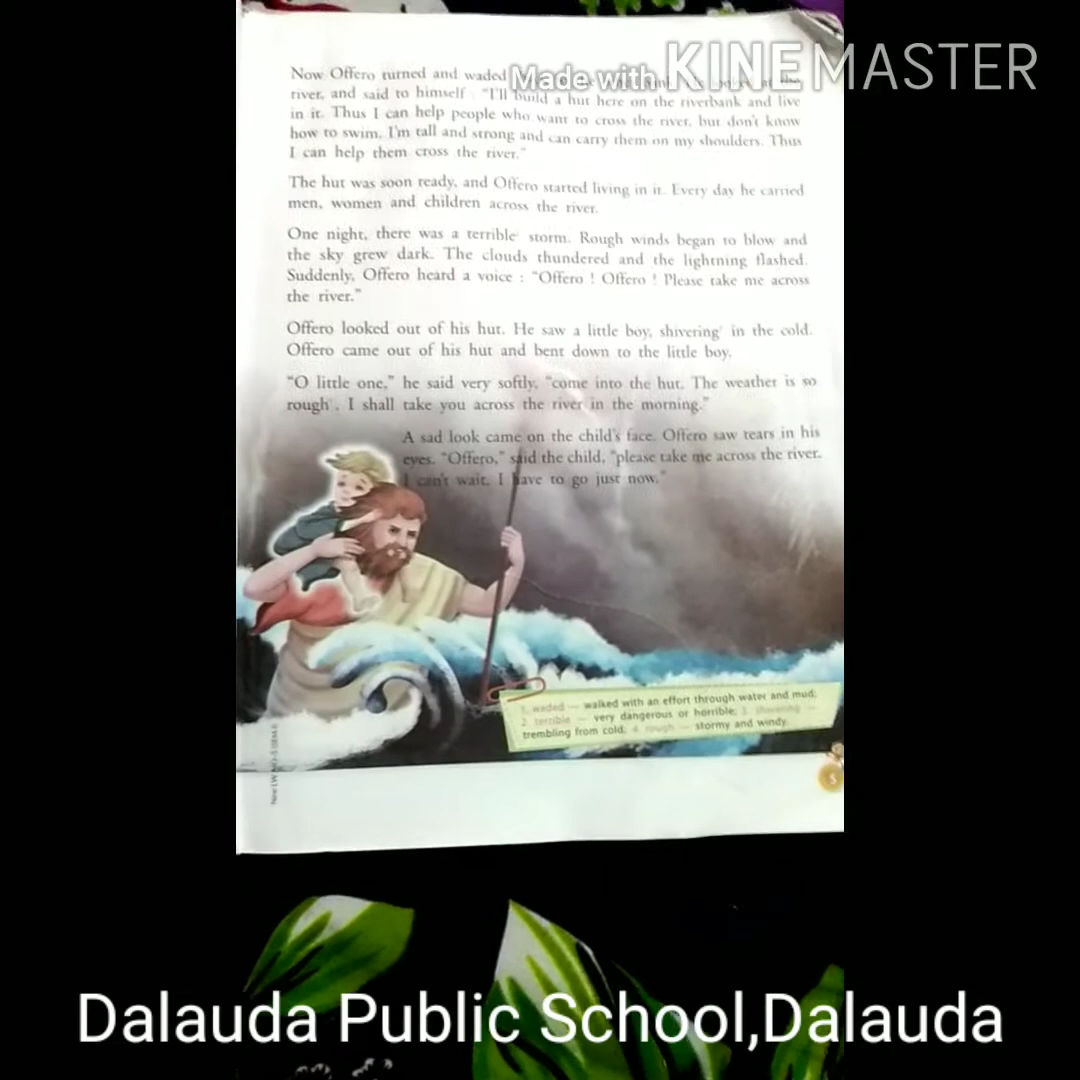 Made with KINEMASTER
Now Offero turned and waded
river, and said to himself : "I'll build a hut here on the riverbank and live
in it. Thus I can help people who want to cross the river, but don't know
how to swim. I'm tall and strong and can carry them on my shoulders. Thus
I can help them cross the river."
The hut was soon ready, and Offero started living in it. Every day he carried
men, women and children across the river.
One night, there was a terrible storm. Rough winds began to blow and
the sky grew dark. The clouds thundered and the lightning flashed.
Suddenly, Offero heard a voice : "Offero ! Offero ! Please take me across
the river."
Offero looked out of his hut. He saw a little boy, shivering in the cold.
Offero came out of his hut and bent down to the little boy.
"O little one," he said very softly, "come into the hut. The weather is so
rough . I shall take you across the river in the morning."
A sad look came on the child's face. Offero saw tears in his
eyes. "Offero," said the child, "please take me across the river.
I can't wait. I have to go just now."
1. waded — walked with an effort through water and mud;
2. terrible — very dangerous or horrible; 3. shivering —
trembling from cold; 4. rough — stormy and windy
5
Dalauda Public School,Dalauda